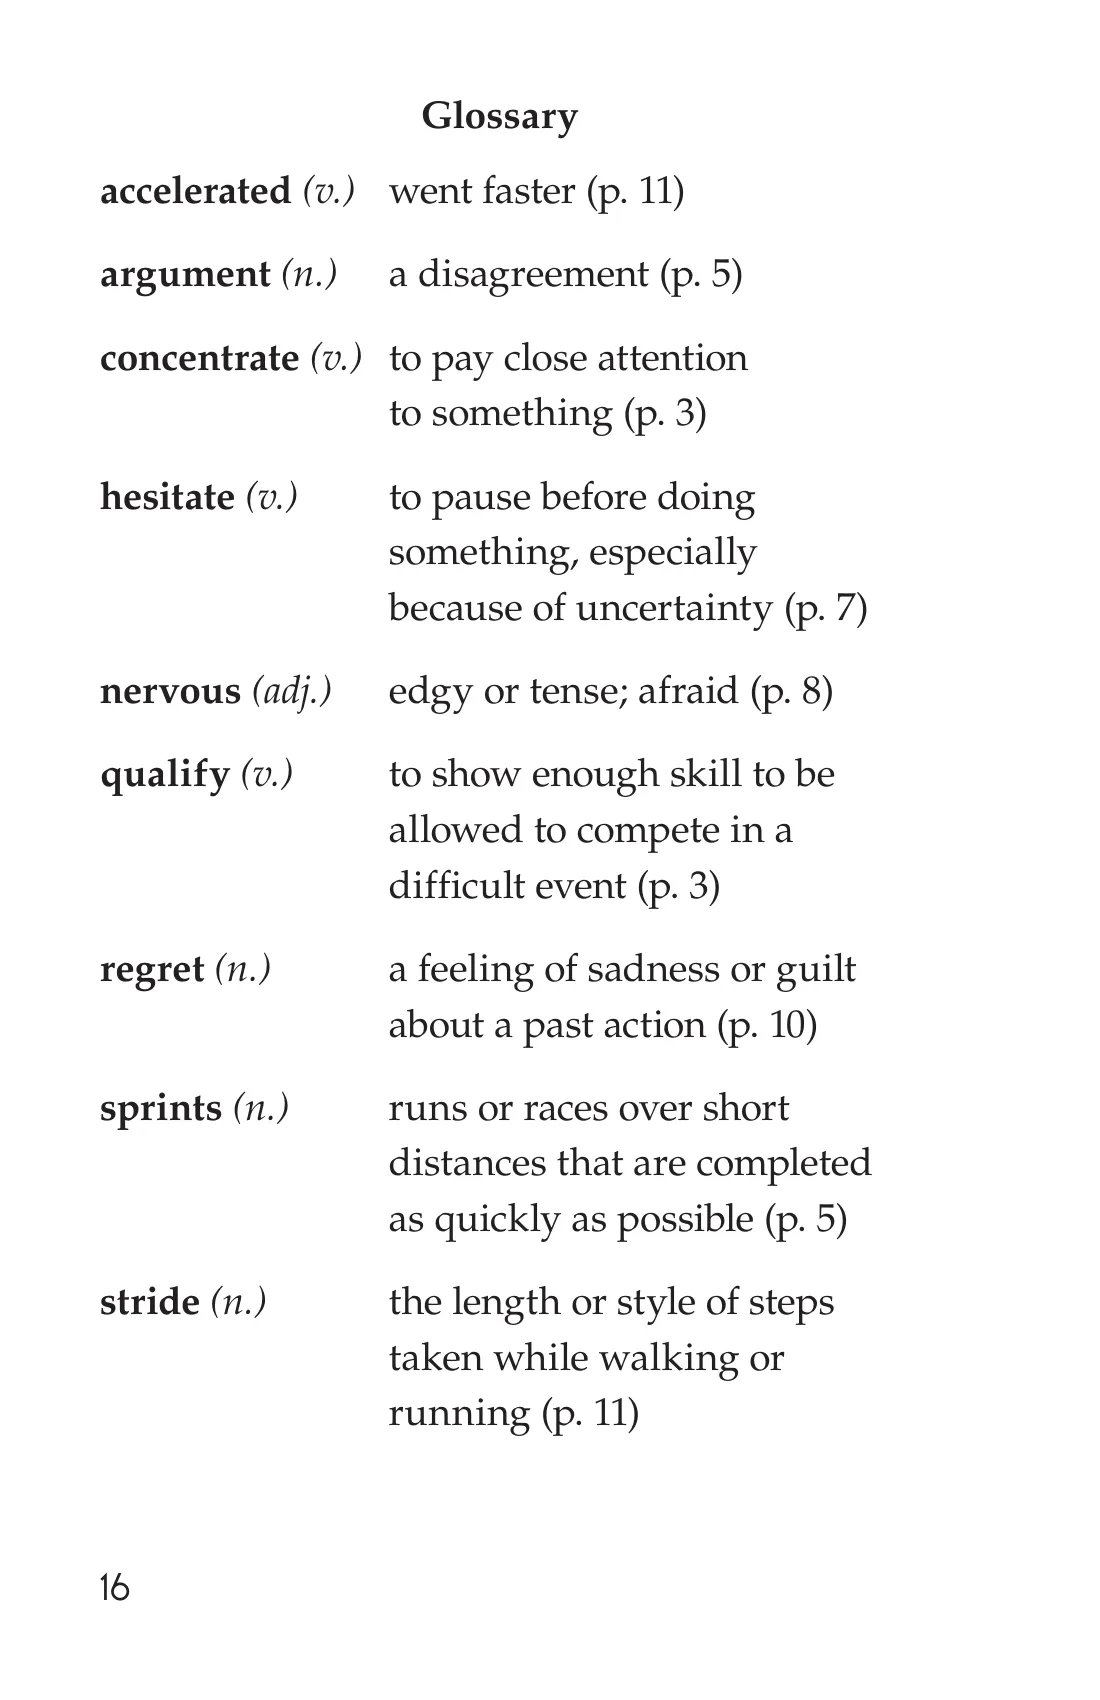 Glossary
accelerated (v.) went faster (p. 11)
argument (n.) a disagreement (p. 5)
concentrate (v.) to pay close attention
to something (p. 3)
hesitate (v.) to pause before doing
something, especially
because of uncertainty (p. 7)
nervous (adj.) edgy or tense; afraid (p. 8)
qualify (v.) to show enough skill to be
allowed to compete in a
difficult event (p. 3)
regret (n.) a feeling of sadness or guilt
about a past action (p. 10)
sprints (n.) runs or races over short
distances that are completed
as quickly as possible (p. 5)
stride (n.) the length or style of steps
taken while walking or
running (p. 11)
16